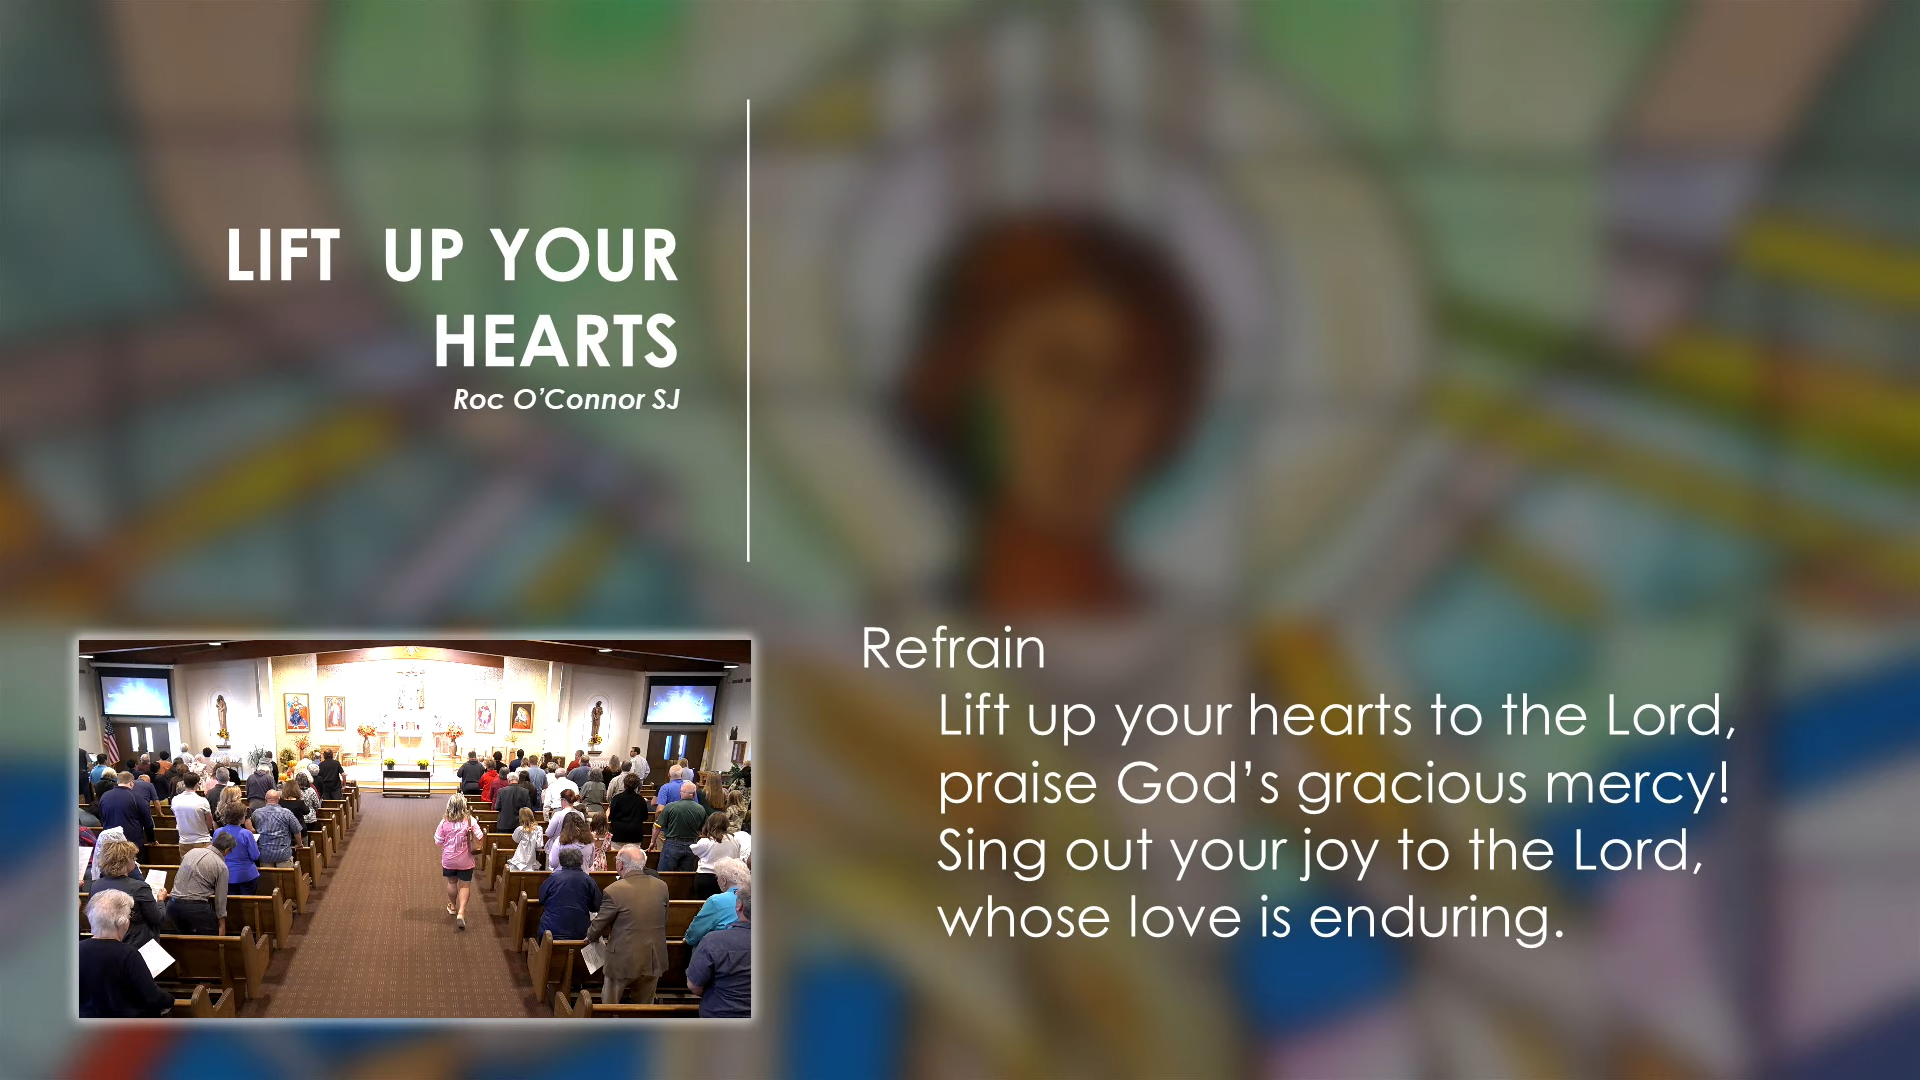 LIFT UP YOUR
HEARTS
Roc O’Connor SJ
Refrain
Lift up your hearts to the Lord,
praise God’s gracious mercy!
Sing out your joy to the Lord,
whose love is enduring.